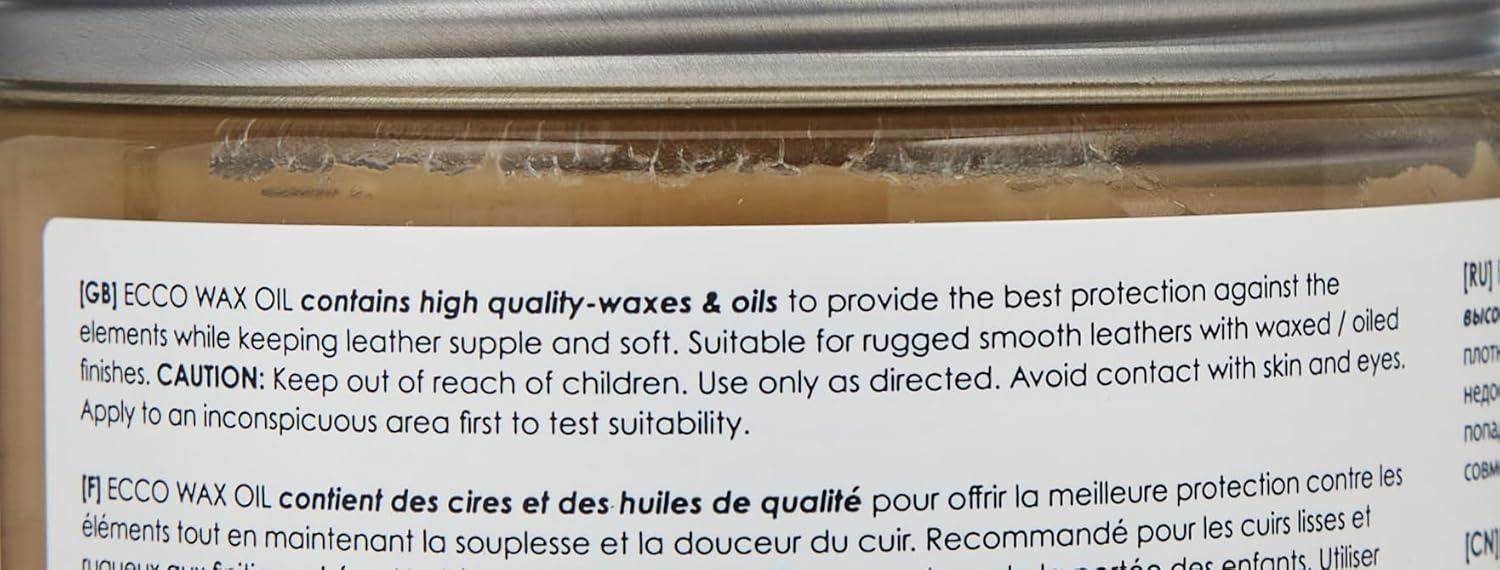 [GB] ECCO WAX OIL contains high quality-waxes & oils to provide the best protection against the
elements while keeping leather supple and soft. Suitable for rugged smooth leathers with waxed / oiled
finishes. CAUTION: Keep out of reach of children. Use only as directed. Avoid contact with skin and eyes.
Apply to an inconspicuous area first to test suitability.
[F] ECCO WAX OIL contient des cires et des huiles de qualité pour offrir la meilleure protection contre les
éléments tout en maintenant la souplesse et la douceur du cuir. Recommandé pour les cuirs lisses et
des enfants. Utiliser
[RU]
[CN]